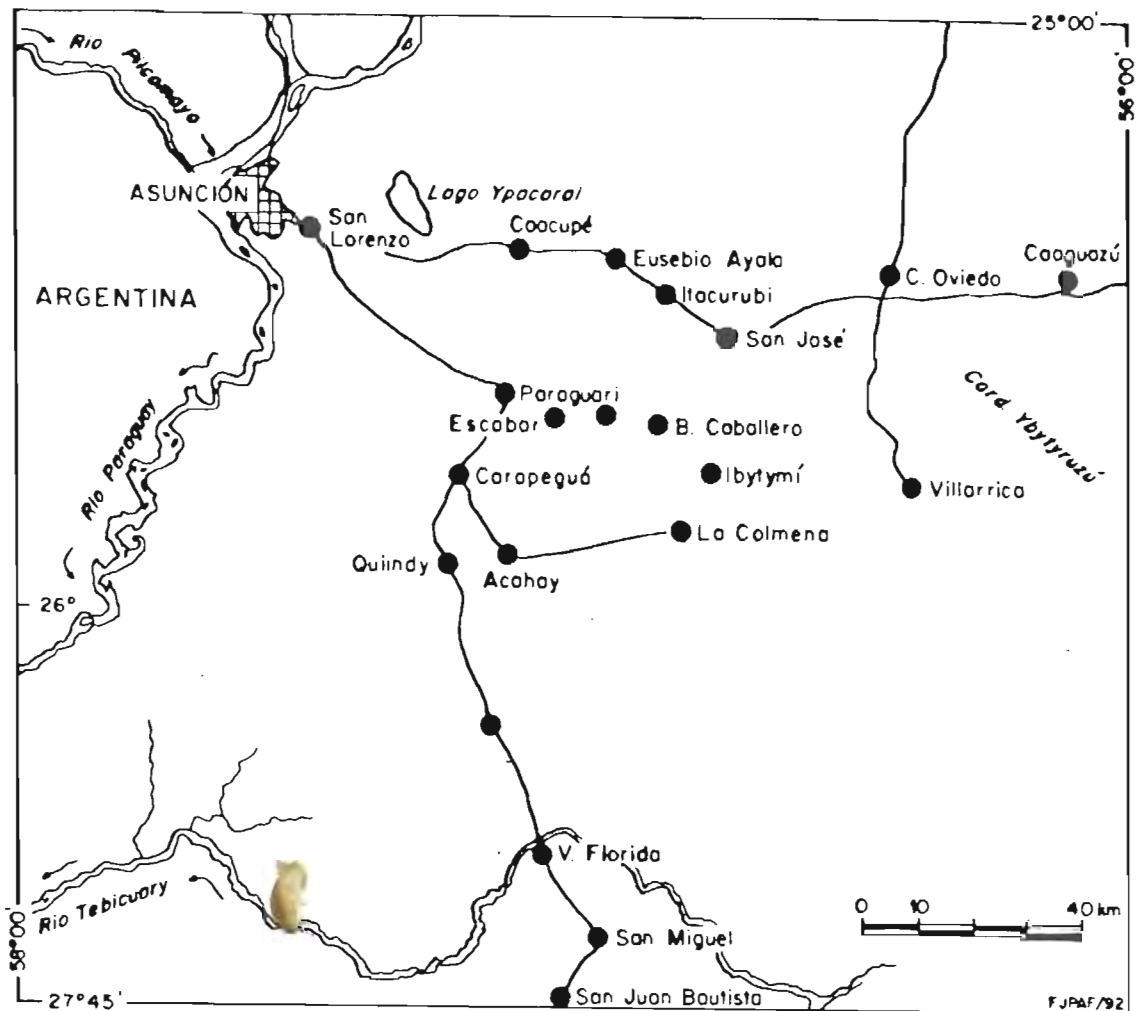 25°00'
56°00'
Rio Pilcomayo
ASUNCIÓN
Lago Ypacaraí
San
Lorenzo
Caacupé
Eusebio Ayala
Itacurubi
San José
C. Oviedo
Caaguazú
ARGENTINA
Paraguari
Escobar
B. Caballero
Cord. Ybytyruzú
Rio Paraguay
Carapeguá
Ibytymí
Villarrica
La Colmena
Quiindy
Acahay
26°
V. Florida
Rio Tebicuary
0 10 40 km
San Miguel
58°00'
27°45'
San Juan Bautista
FJPAF/92